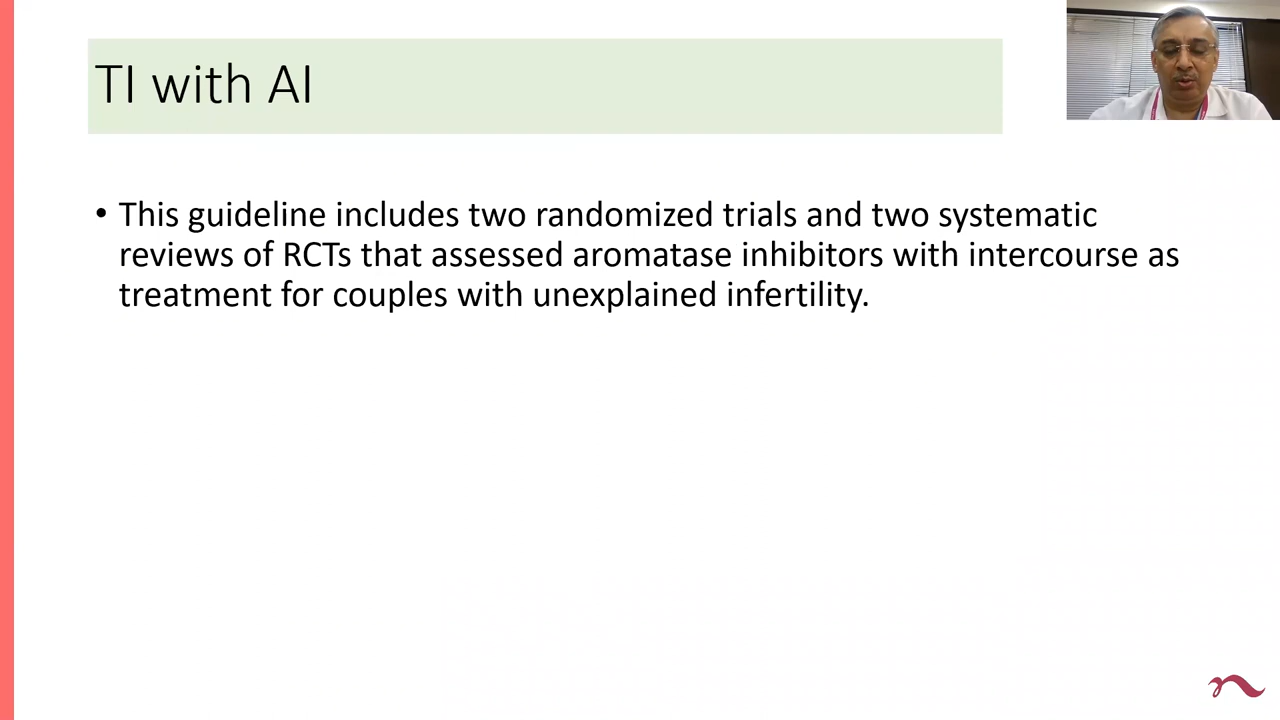 TI with AI
• This guideline includes two randomized trials and two systematic
reviews of RCTs that assessed aromatase inhibitors with intercourse as
treatment for couples with unexplained infertility.